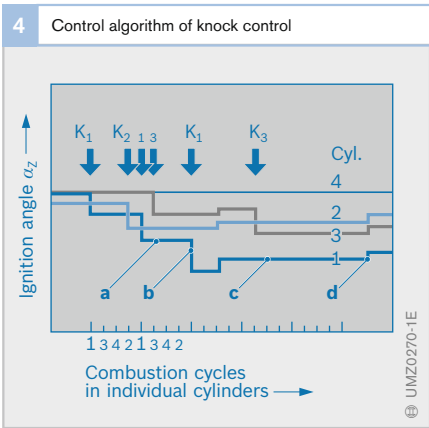 4 Control algorithm of knock control
K₁ K₂ 1 3 K₁ K₃
Cyl.
4
2
3
1
a b c d
Ignition angle αZ
1 3 4 2 1 3 4 2
Combustion cycles
in individual cylinders
© UMZ0270-1E